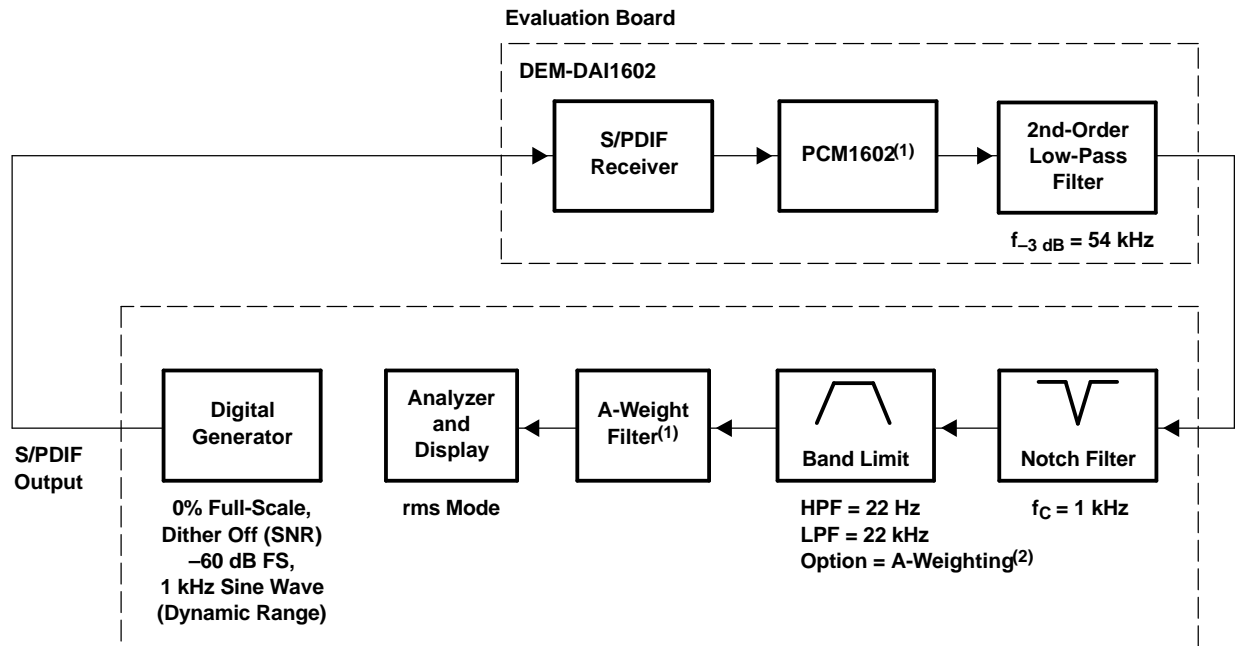 Evaluation Board
DEM-DAI1602
S/PDIF
Receiver
PCM1602(1)
2nd-Order
Low-Pass
Filter
f–3 dB = 54 kHz
S/PDIF
Output
Digital
Generator
0% Full-Scale,
Dither Off (SNR)
–60 dB FS,
1 kHz Sine Wave
(Dynamic Range)
Analyzer
and
Display
rms Mode
A-Weight
Filter(1)
Band Limit
HPF = 22 Hz
LPF = 22 kHz
Option = A-Weighting(2)
Notch Filter
fC = 1 kHz